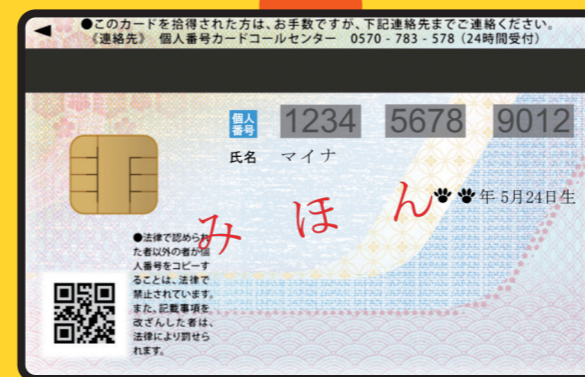 ●このカードを拾得された方は、お手数ですが、下記連絡先までご連絡ください。
《連絡先》 個人番号カードコールセンター 0570-783-578(24時間受付)
個人番号 1234 5678 9012
氏名 マイナ
年 5月24日生
みほん
●法律で認められ
た者以外の者が個
人番号をコピーす
ることは、法律で
禁止されています。
また、記載事項を
改ざんした者は、
法律により罰せら
れます。